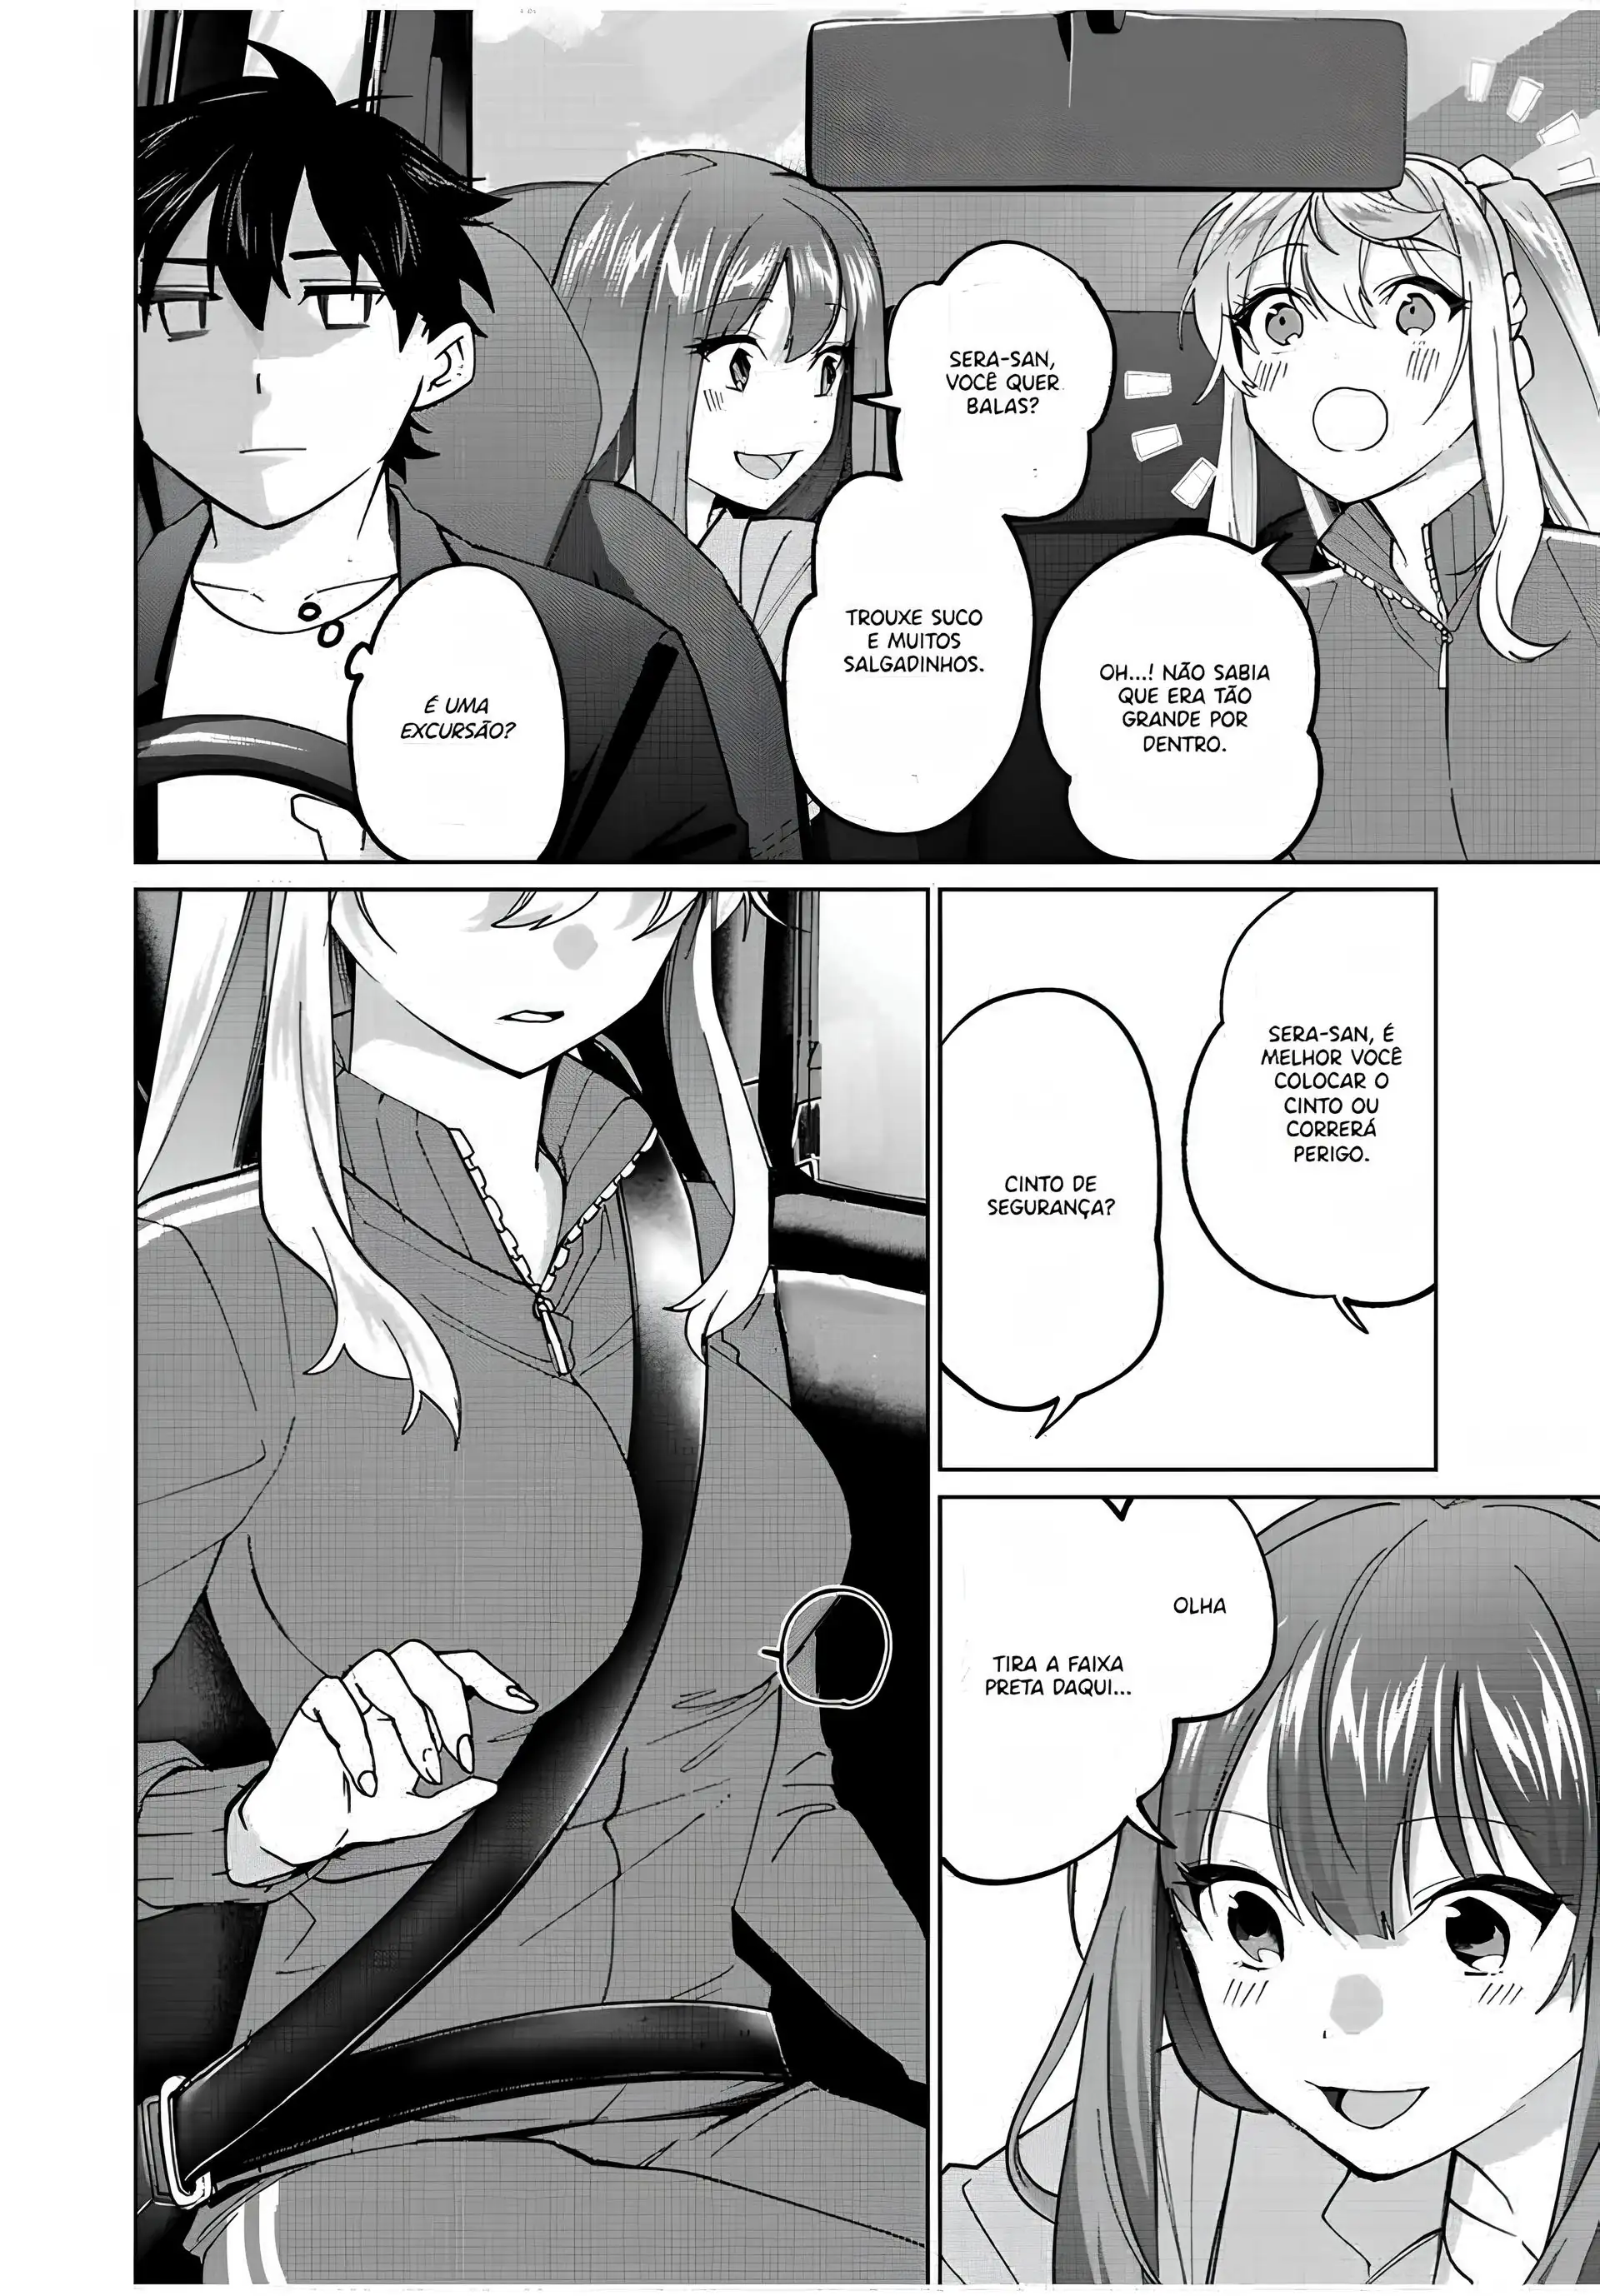 SERA-SAN,
VOCÊ QUER
BALAS?
TROUXE SUCO
E MUITOS
SALGADINHOS.
OH...! NÃO SABIA
QUE ERA TÃO
GRANDE POR
DENTRO.
É UMA
EXCURSÃO?
SERA-SAN, É
MELHOR VOCÊ
COLOCAR O
CINTO OU
CORRERÁ
PERIGO.
CINTO DE
SEGURANÇA?
OLHA
TIRA A FAIXA
PRETA DAQUI...